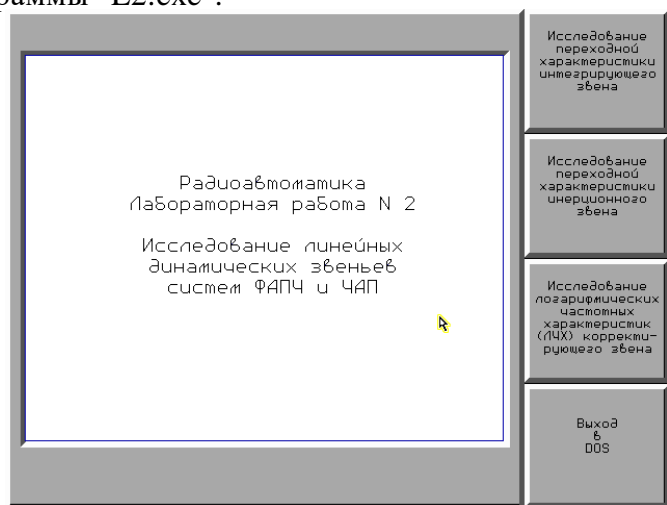 раммы "L2.exe".
Радиоавтоматика
Лабораторная работа N 2
Исследование линейных
динамических звеньев
систем ФАПЧ и ЧАП
Исследование
переходной
характеристики
интегрирующего
звена
Исследование
переходной
характеристики
инерционного
звена
Исследование
логарифмических
частотных
характеристик
(ЛЧХ) корректи-
рующего звена
Выход
в
DOS